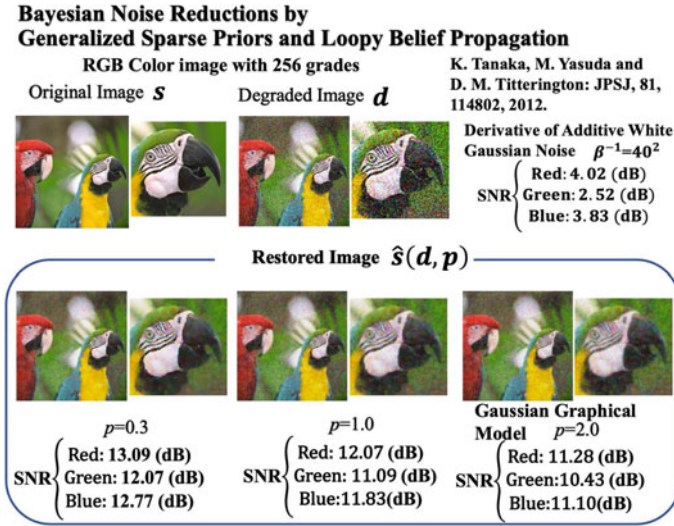 Bayesian Noise Reductions by
Generalized Sparse Priors and Loopy Belief Propagation
RGB Color image with 256 grades
Original Image s
Degraded Image d
K. Tanaka, M. Yasuda and
D. M. Titterington: JPSJ, 81,
114802, 2012.
Derivative of Additive White
Gaussian Noise β⁻¹=40²
SNR { Red: 4.02 (dB)
Green: 2.52 (dB)
Blue: 3.83 (dB)
Restored Image ŝ(d, p)
p=0.3
SNR { Red: 13.09 (dB)
Green: 12.07 (dB)
Blue: 12.77 (dB)
p=1.0
SNR { Red: 12.07 (dB)
Green: 11.09 (dB)
Blue:11.83(dB)
Gaussian Graphical
Model p=2.0
SNR { Red: 11.28 (dB)
Green:10.43 (dB)
Blue: 11.10(dB)